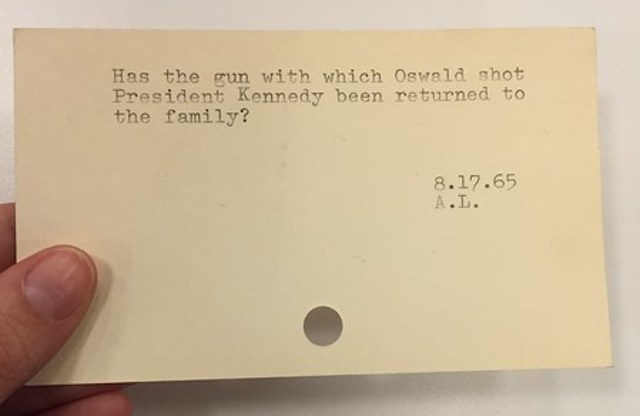 Has the gun with which Oswald shot
President Kennedy been returned to
the family?
8.17.65
A.L.